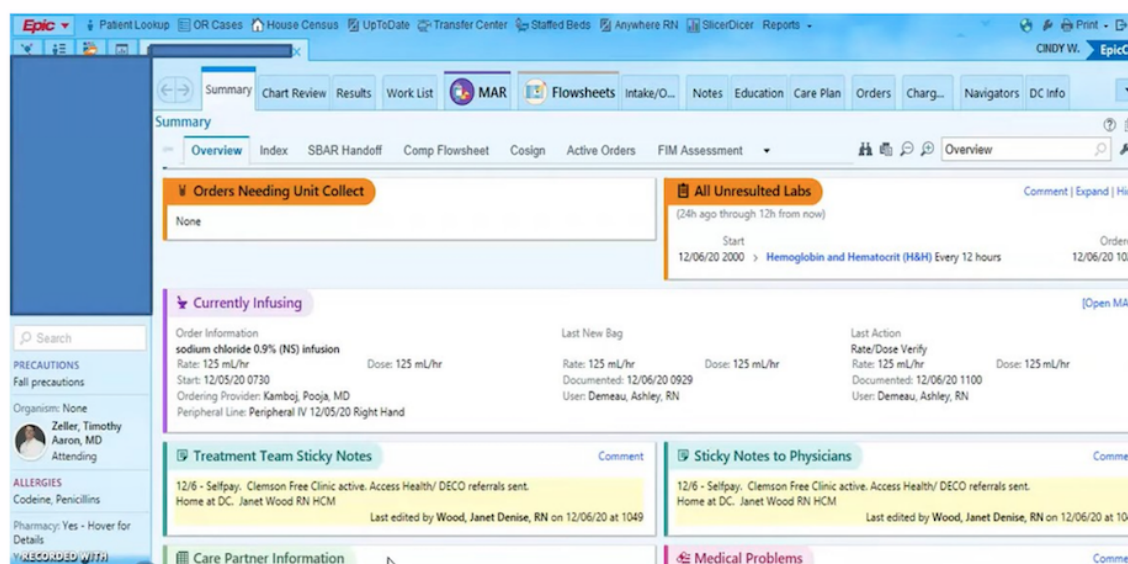 Epic Patient Lookup OR Cases House Census UpToDate Transfer Center Staffed Beds Anywhere RN SlicerDicer Reports Print
CINDY W. EpicC
Summary Chart Review Results Work List MAR Flowsheets Intake/O... Notes Education Care Plan Orders Charg... Navigators DC Info
Summary
Overview Index SBAR Handoff Comp Flowsheet Cosign Active Orders FIM Assessment Overview
Orders Needing Unit Collect
None
All Unresulted Labs Comment | Expand | Hi
(24h ago through 12h from now)
Start Order
12/06/20 2000 > Hemoglobin and Hematocrit (H&H) Every 12 hours 12/06/20 10
Currently Infusing [Open MA
Order Information Last New Bag Last Action
sodium chloride 0.9% (NS) infusion Rate/Dose Verify
Rate: 125 mL/hr Dose: 125 mL/hr Rate: 125 mL/hr Dose: 125 mL/hr Rate: 125 mL/hr Dose: 125 mL/hr
Start: 12/05/20 0730 Documented: 12/06/20 0929 Documented: 12/06/20 1100
Ordering Provider: Kamboj, Pooja, MD User: Demeau, Ashley, RN User: Demeau, Ashley, RN
Peripheral Line: Peripheral IV 12/05/20 Right Hand
Search
PRECAUTIONS
Fall precautions
Organism: None
Zeller, Timothy
Aaron, MD
Attending
ALLERGIES
Codeine, Penicillins
Pharmacy: Yes - Hover for
Details
RECORDED WITH
Treatment Team Sticky Notes Comment
12/6 - Selfpay. Clemson Free Clinic active. Access Health/ DECO referrals sent.
Home at DC. Janet Wood RN HCM
Last edited by Wood, Janet Denise, RN on 12/06/20 at 1049
Sticky Notes to Physicians Comme
12/6 - Selfpay. Clemson Free Clinic active. Access Health/ DECO referrals sent.
Home at DC. Janet Wood RN HCM
Last edited by Wood, Janet Denise, RN on 12/06/20 at 10
Care Partner Information
Medical Problems Comme